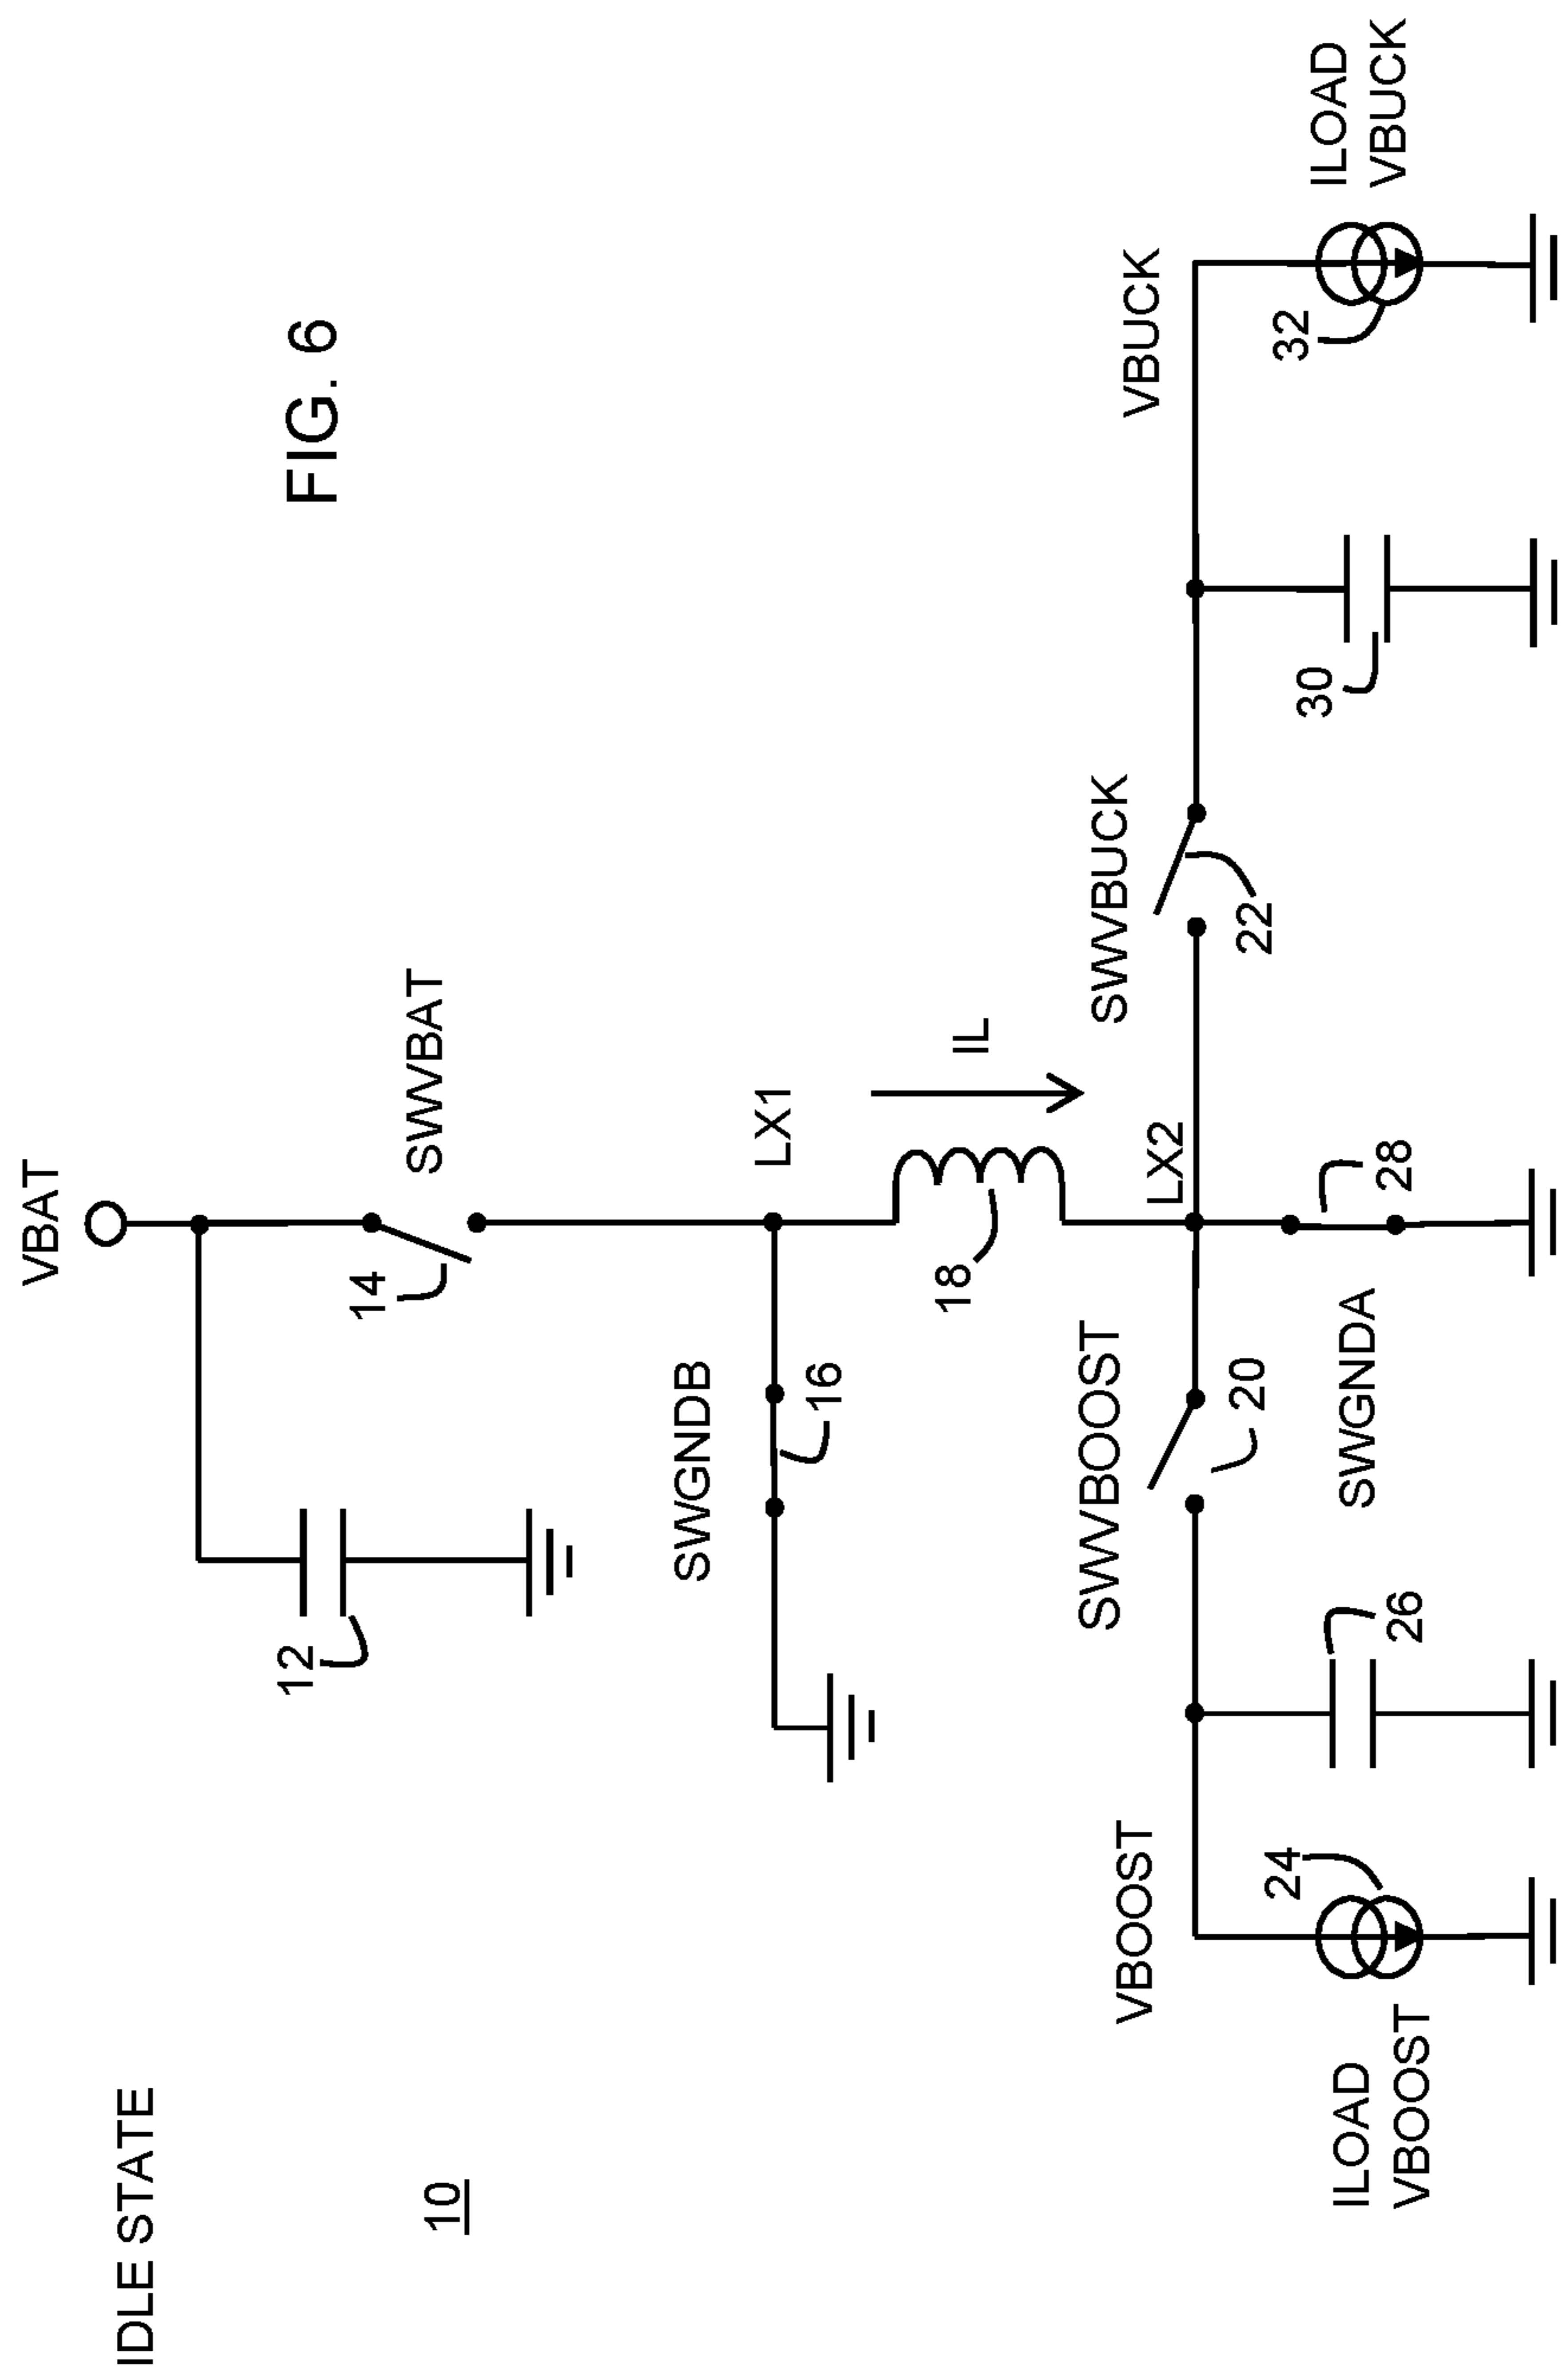 IDLE STATE
FIG. 6
10
VBAT
12
14
SWVBAT
SWGNDB
16
LX1
18
IL
VBOOST
SWVBOOST
20
LX2
SWVBUCK
22
VBUCK
24
ILOAD
VBOOST
26
SWGNDA
28
30
32
ILOAD
VBUCK